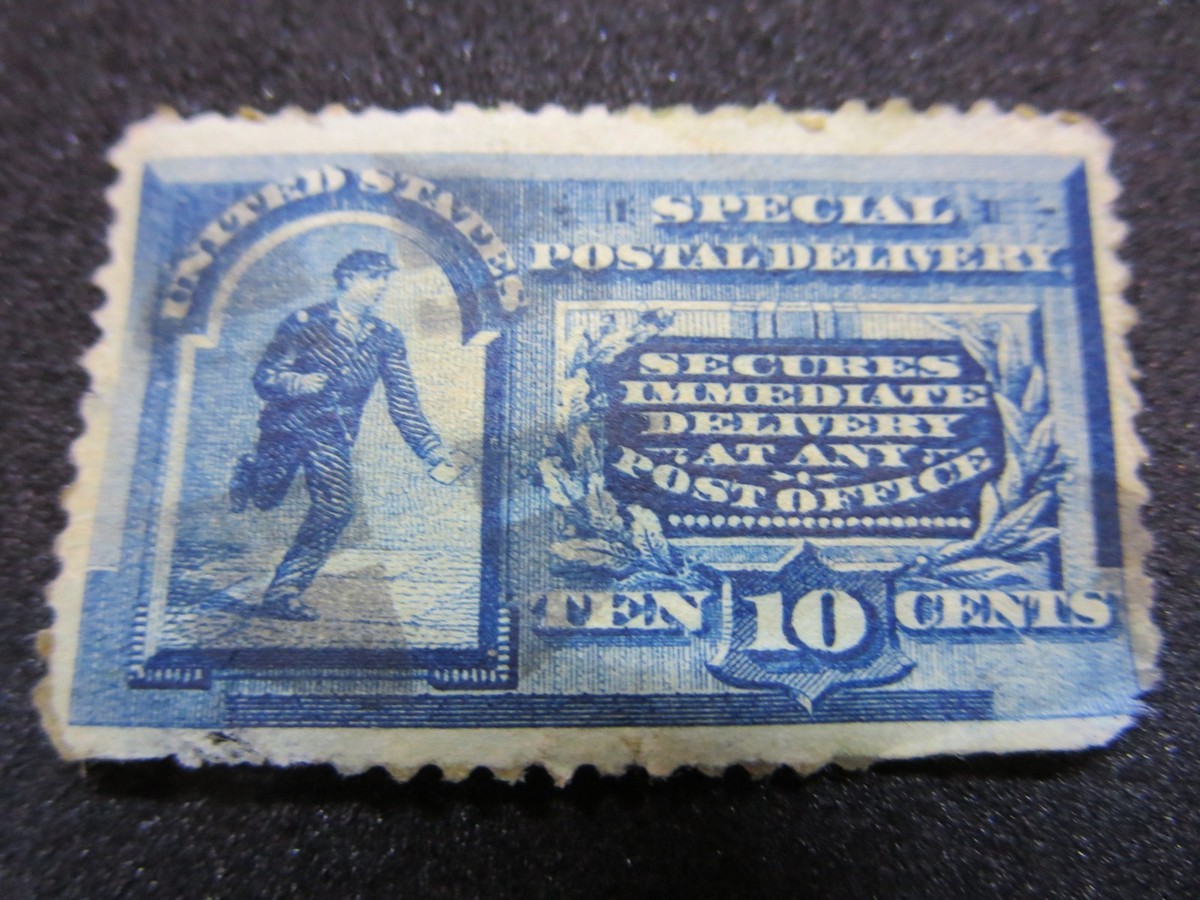 UNITED STATES
SPECIAL
POSTAL DELIVERY
SECURES
IMMEDIATE
DELIVERY
AT ANY
POST OFFICE
TEN 10 CENTS